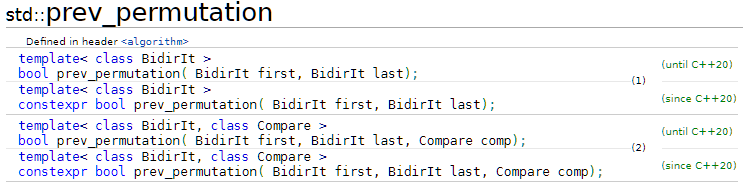 std::prev_permutation
Defined in header <algorithm>
template< class BidirIt >
bool prev_permutation( BidirIt first, BidirIt last);
(until C++20)
(1)
template< class BidirIt >
constexpr bool prev_permutation( BidirIt first, BidirIt last);
(since C++20)
template< class BidirIt, class Compare >
bool prev_permutation( BidirIt first, BidirIt last, Compare comp);
(until C++20)
(2)
template< class BidirIt, class Compare >
constexpr bool prev_permutation( BidirIt first, BidirIt last, Compare comp);
(since C++20)